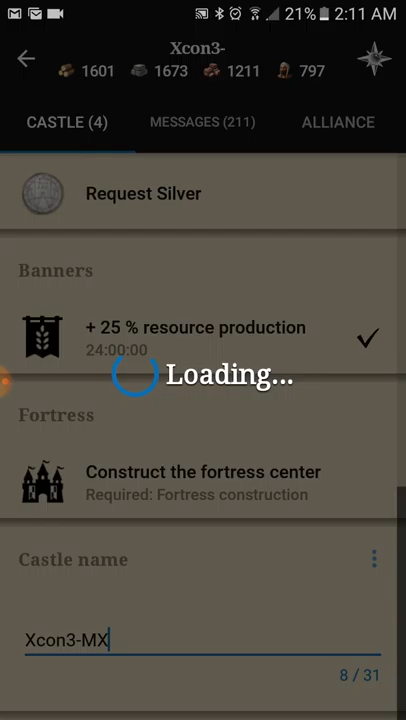 21% 2:11 AM
Xcon3-
1601 1673 1211 797
CASTLE (4) MESSAGES (211) ALLIANCE
Request Silver
Banners
+ 25 % resource production
24:00:00
Loading...
Fortress
Construct the fortress center
Required: Fortress construction
Castle name
Xcon3-MX
8 / 31